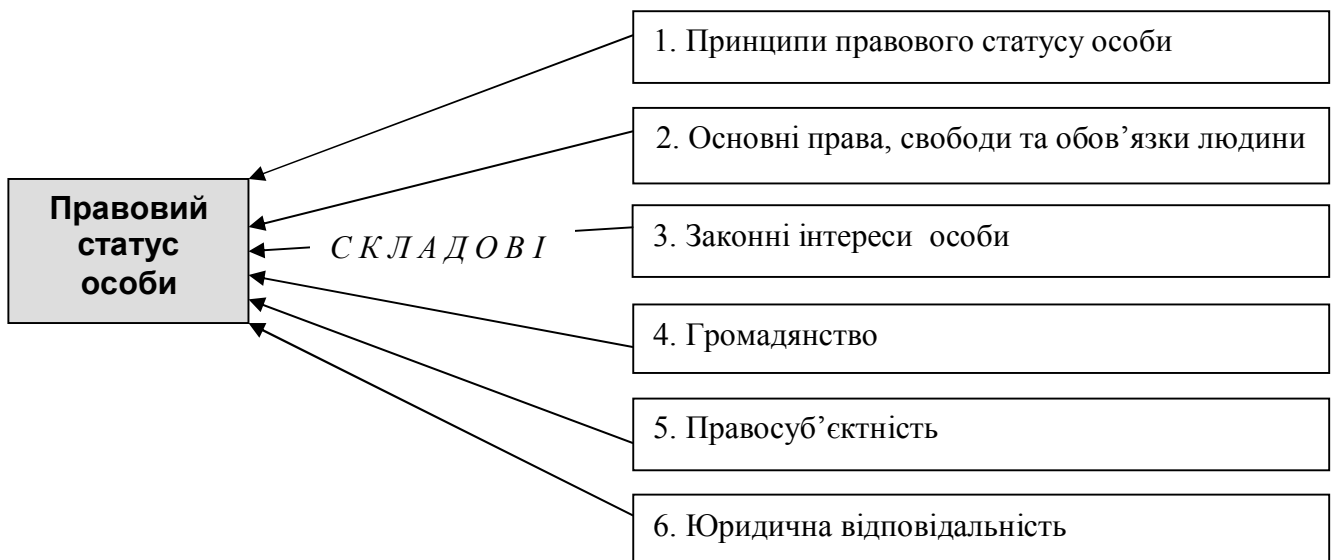 1. Принципи правового статусу особи
2. Основні права, свободи та обов’язки людини
Правовий
статус
особи
С К Л А Д О В І
3. Законні інтереси особи
4. Громадянство
5. Правосуб’єктність
6. Юридична відповідальність